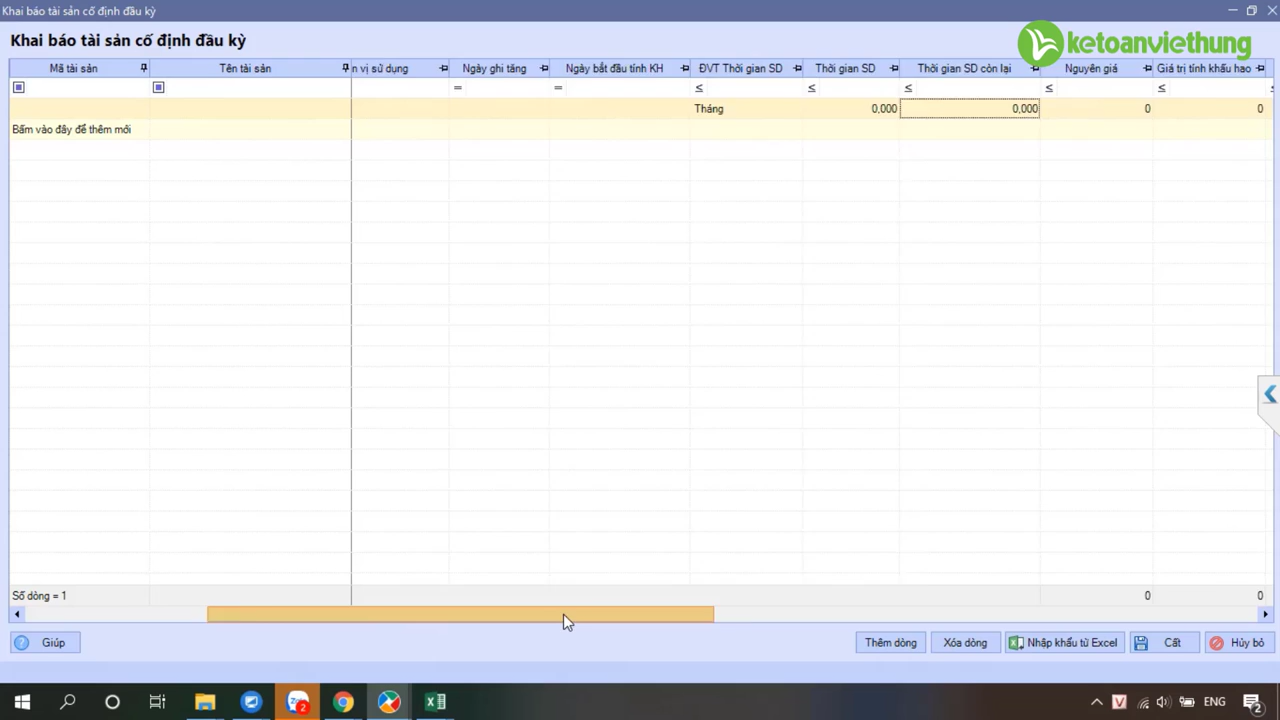 Khai báo tài sản cố định đầu kỳ
Khai báo tài sản cố định đầu kỳ
ketoanviethung
Mã tài sản Tên tài sản n vị sử dụng Ngày ghi tăng Ngày bắt đầu tính KH ĐVT Thời gian SD Thời gian SD Thời gian SD còn lại Nguyên giá Giá trị tính khấu hao
= = ≤ ≤ ≤ ≤ ≤
Tháng 0,000 0,000 0 0
Bấm vào đây để thêm mới
Số dòng = 1 0 0
Giúp Thêm dòng Xóa dòng Nhập khẩu từ Excel Cất Hủy bỏ
Zalo 2 V ENG 2